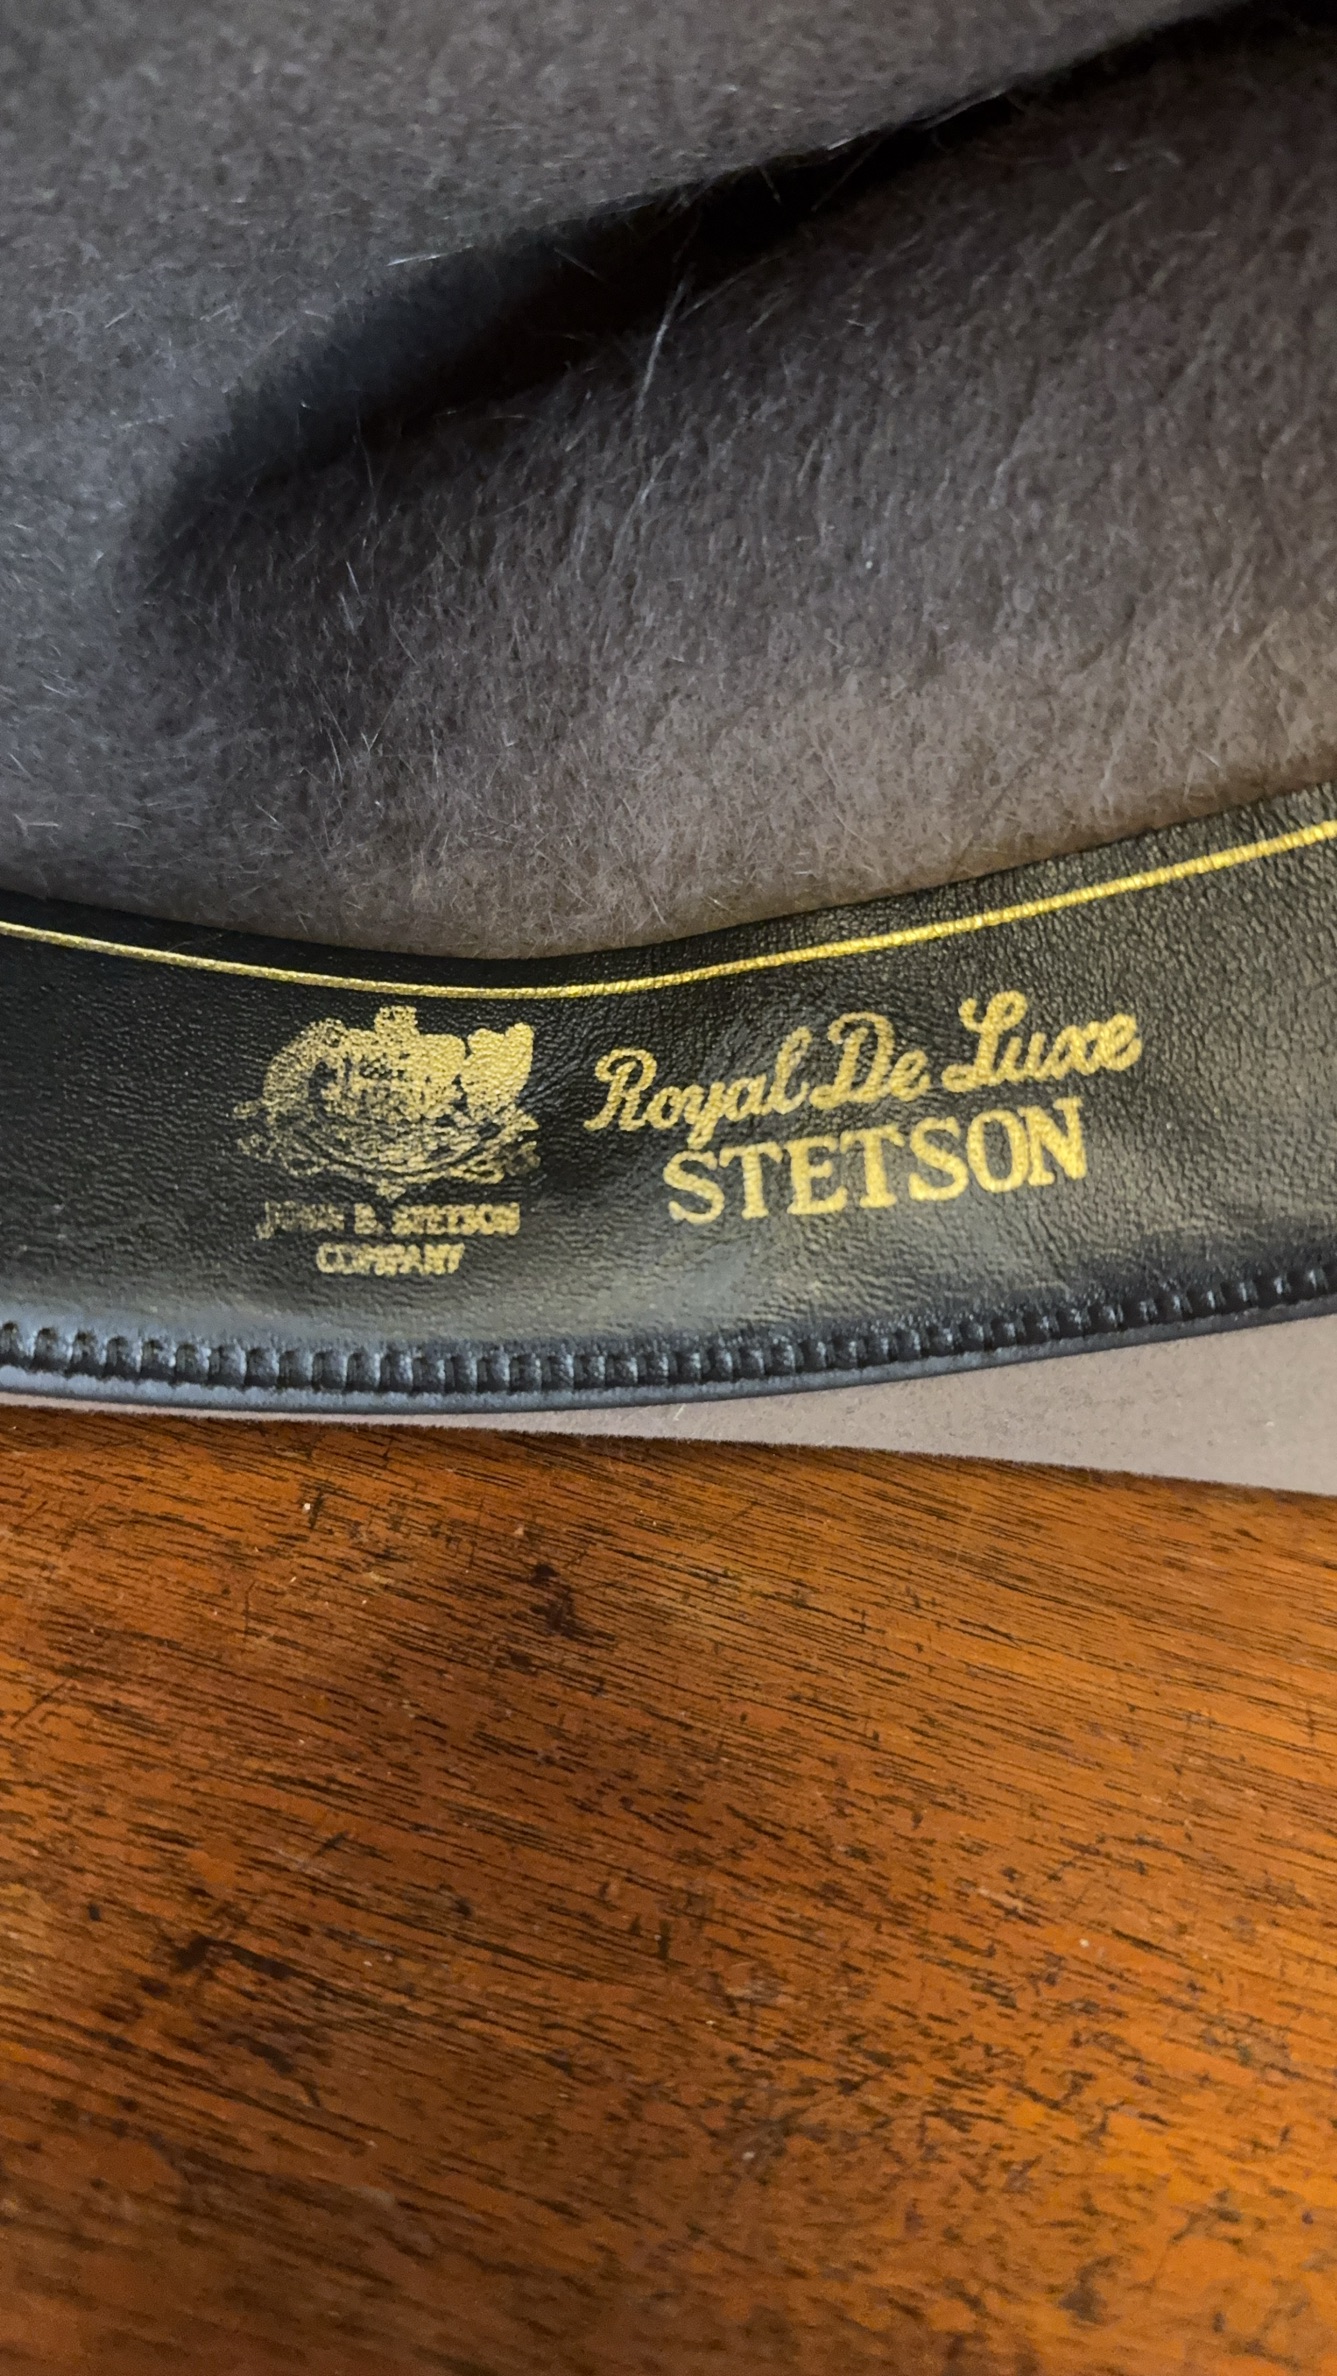 JOHN B. STETSON
COMPANY
Royal De Luxe
STETSON